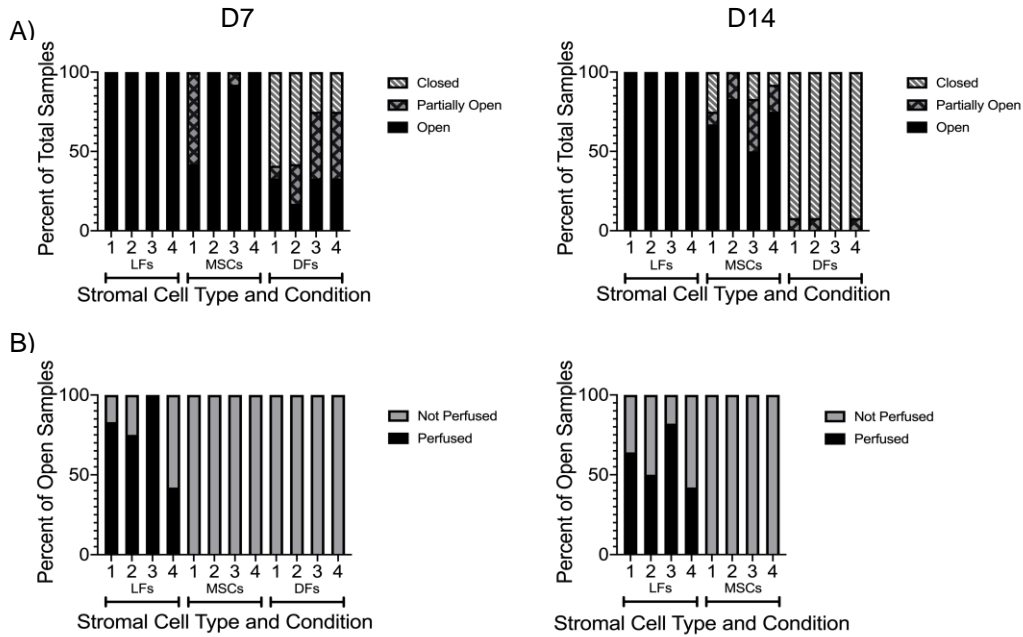 D7
D14
A)
Percent of Total Samples
100
50
0
Closed
Partially Open
Open
1 2 3 4 1 2 3 4 1 2 3 4
LFs MSCs DFs
Stromal Cell Type and Condition
Percent of Total Samples
100
50
0
Closed
Partially Open
Open
1 2 3 4 1 2 3 4 1 2 3 4
LFs MSCs DFs
Stromal Cell Type and Condition
B)
Percent of Open Samples
100
50
0
Not Perfused
Perfused
1 2 3 4 1 2 3 4 1 2 3 4
LFs MSCs DFs
Stromal Cell Type and Condition
Percent of Open Samples
100
50
0
Not Perfused
Perfused
1 2 3 4 1 2 3 4
LFs MSCs
Stromal Cell Type and Condition